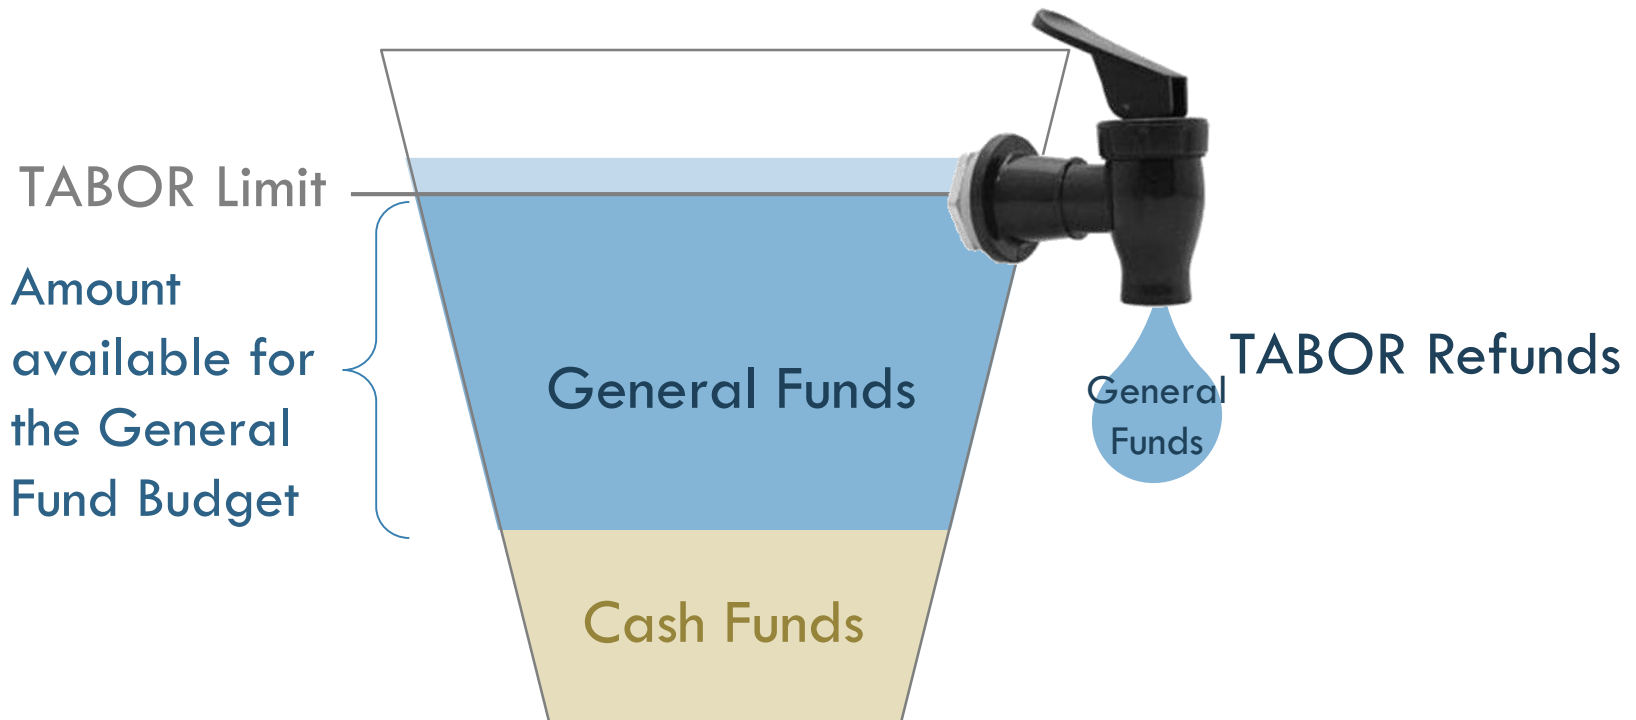 TABOR Limit
Amount
available for
the General
Fund Budget
General Funds
Cash Funds
TABOR Refunds
General
Funds